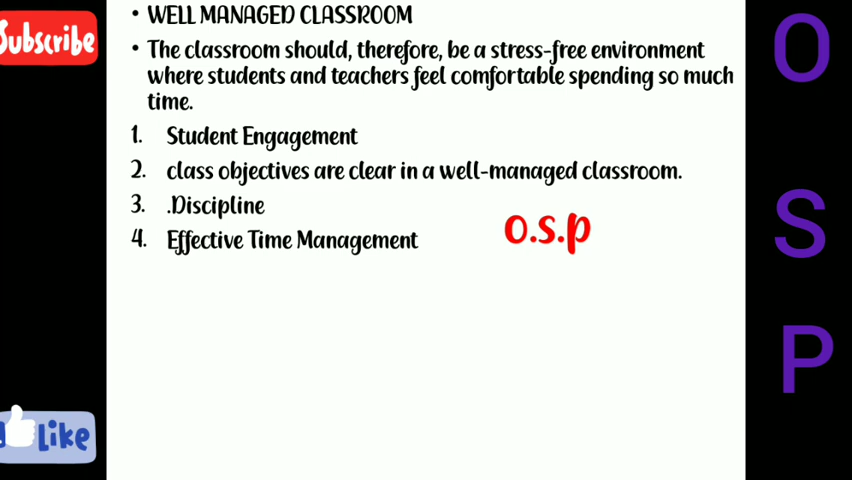 Subscribe
• WELL MANAGED CLASSROOM
• The classroom should, therefore, be a stress-free environment
where students and teachers feel comfortable spending so much
time.
1. Student Engagement
2. class objectives are clear in a well-managed classroom.
3. .Discipline
4. Effective Time Management
o.s.p
Like
O
S
P